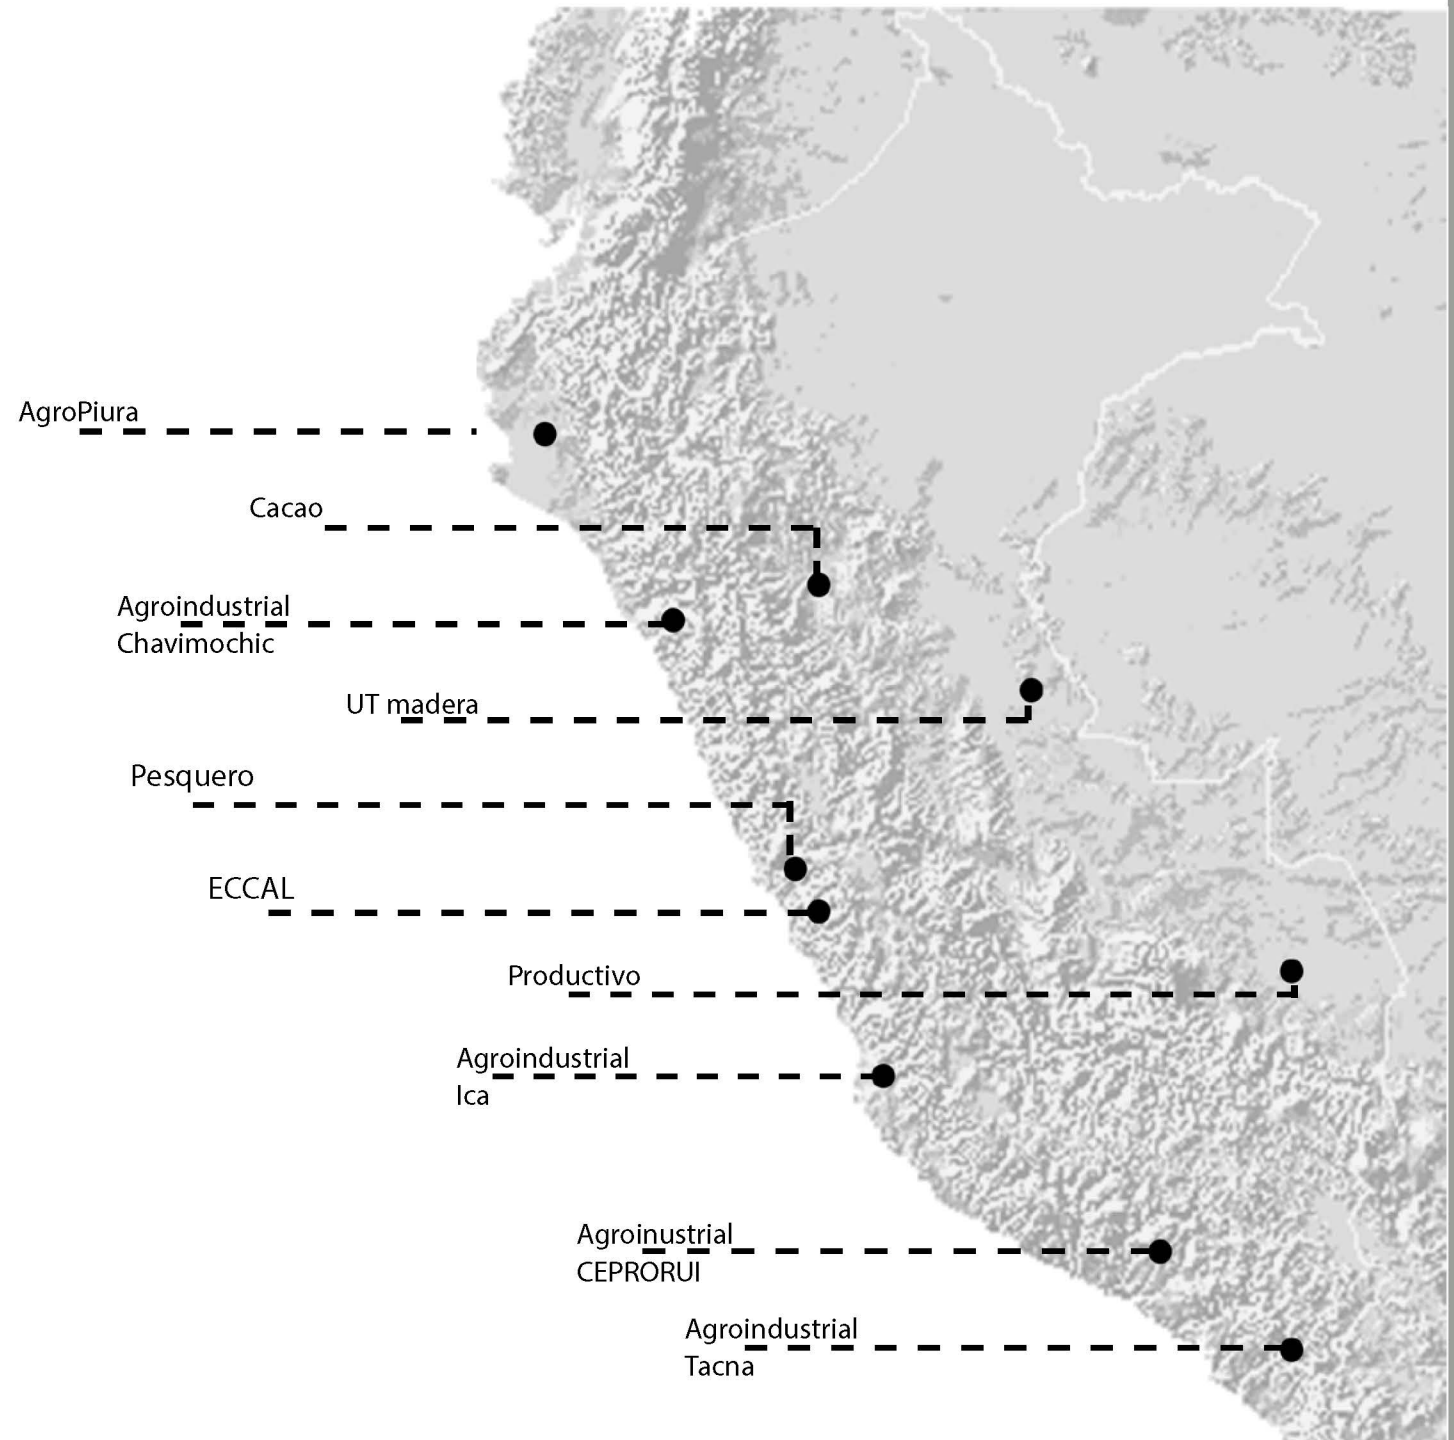 AgroPiura
Cacao
Agroindustrial
Chavimochic
UT madera
Pesquero
ECCAL
Productivo
Agroindustrial
Ica
Agroinustrial
CEPRORUI
Agroindustrial
Tacna